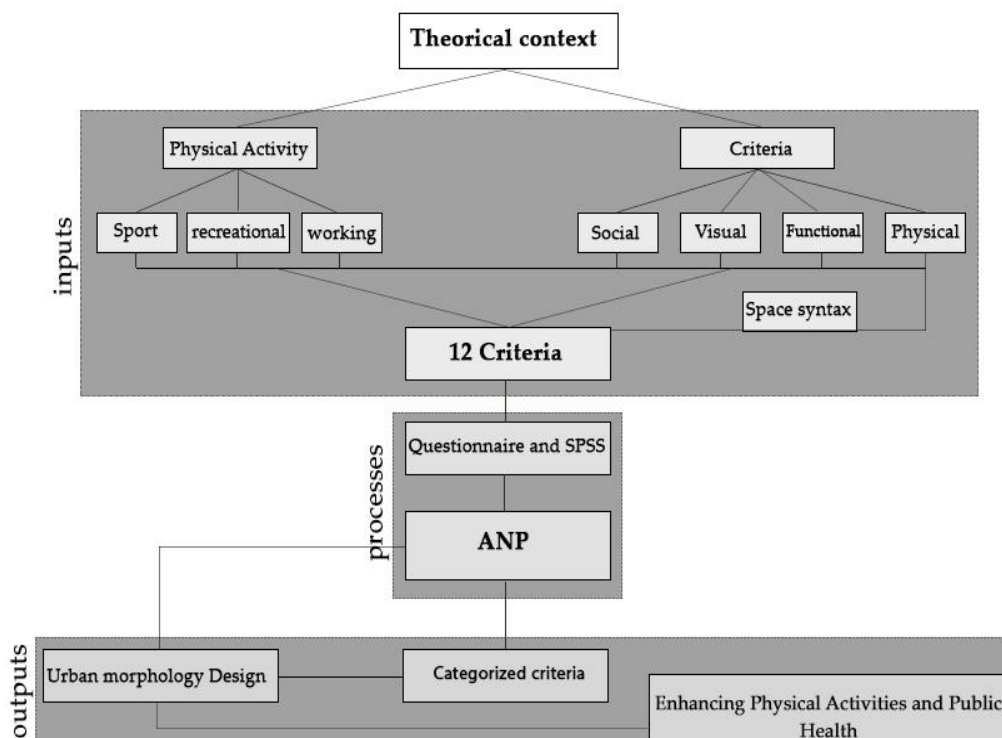 Theorical context
Physical Activity
Criteria
Sport
recreational
working
Social
Visual
Functional
Physical
inputs
Space syntax
12 Criteria
Questionnaire and SPSS
processes
ANP
Urban morphology Design
Categorized criteria
outputs
Enhancing Physical Activities and Public
Health